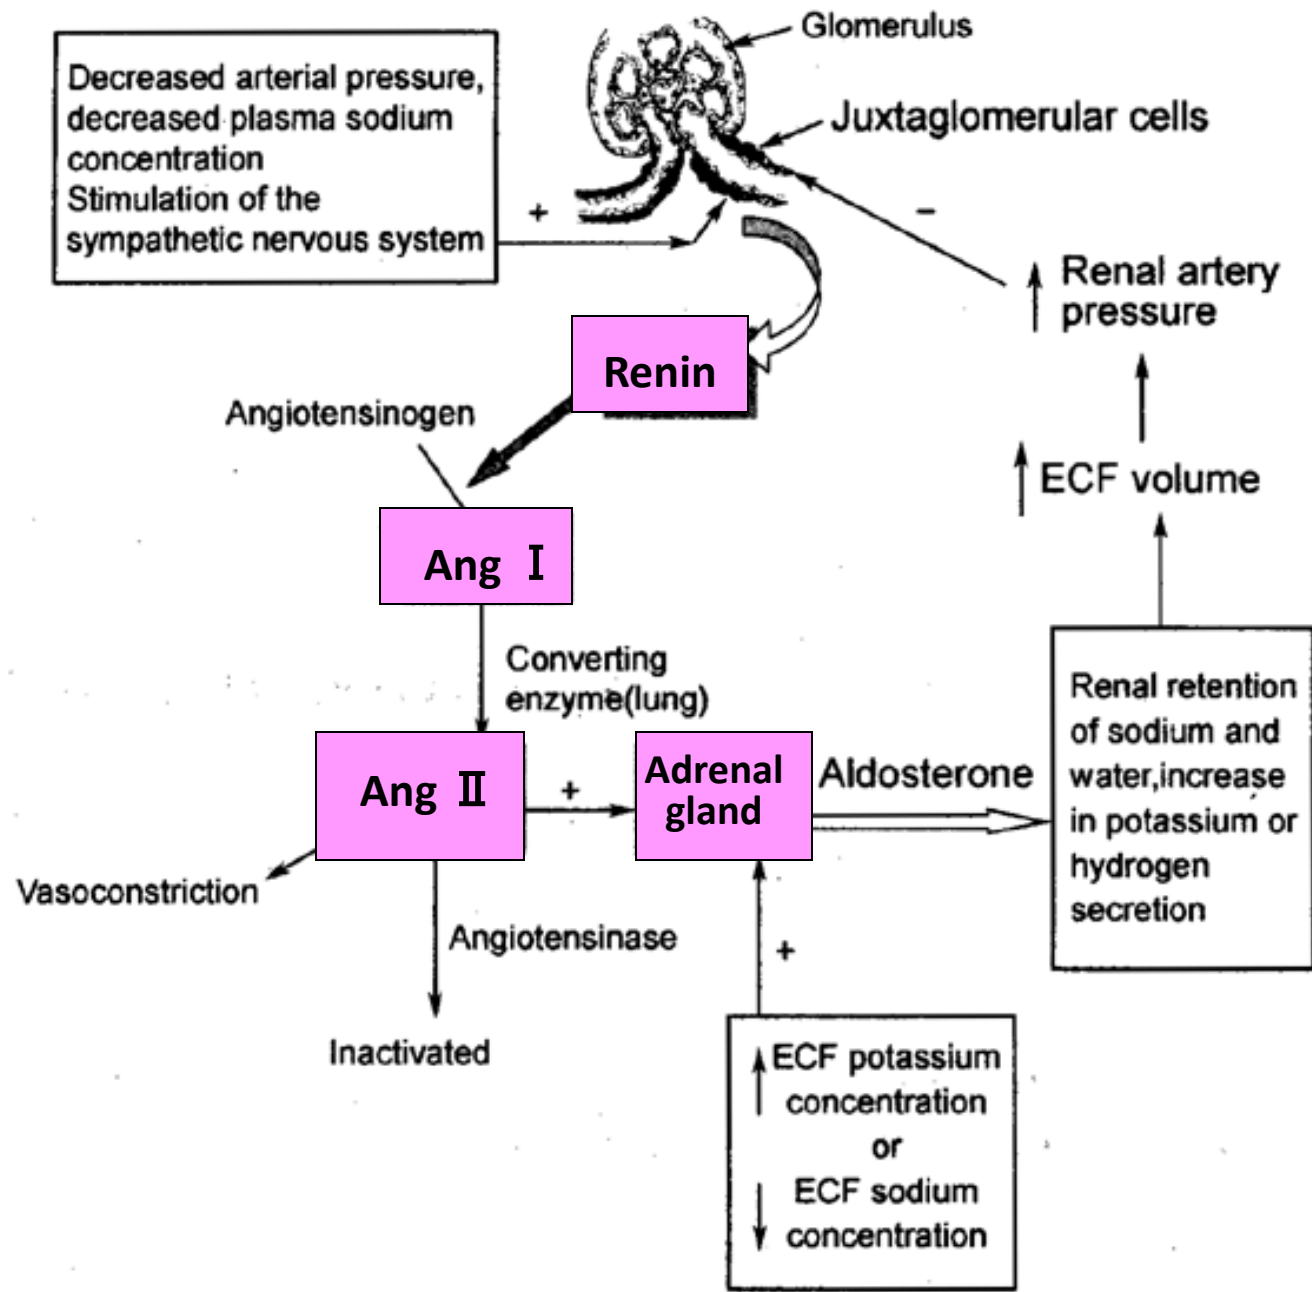 Glomerulus
Decreased arterial pressure,
decreased plasma sodium
concentration
Stimulation of the
sympathetic nervous system
+
Juxtaglomerular cells
−
Renal artery
pressure
Renin
Angiotensinogen
ECF volume
Ang Ⅰ
Converting
enzyme(lung)
Ang Ⅱ
+
Adrenal
gland
Aldosterone
Renal retention
of sodium and
water,increase
in potassium or
hydrogen
secretion
Vasoconstriction
Angiotensinase
+
Inactivated
ECF potassium
concentration
or
ECF sodium
concentration